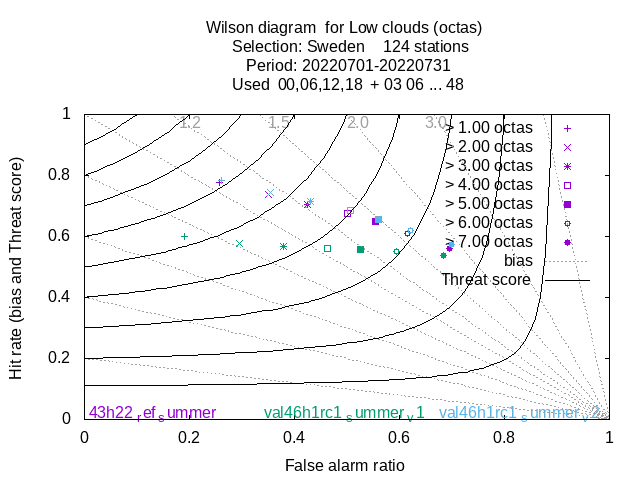 Wilson diagram  for Low clouds (octas)
Selection: Sweden    124 stations
Period: 20220701-20220731
Used  00,06,12,18  + 03 06 ... 48
1.2 1.5 2.0 3.0
> 1.00 octas
> 2.00 octas
> 3.00 octas
> 4.00 octas
> 5.00 octas
> 6.00 octas
> 7.00 octas
bias
Threat score
Hit rate (bias and Threat score)
1
0.8
0.6
0.4
0.2
0
43h22ref summer val46h1rc1summerv1 val46h1rc1summerv2
0 0.2 0.4 0.6 0.8 1
False alarm ratio